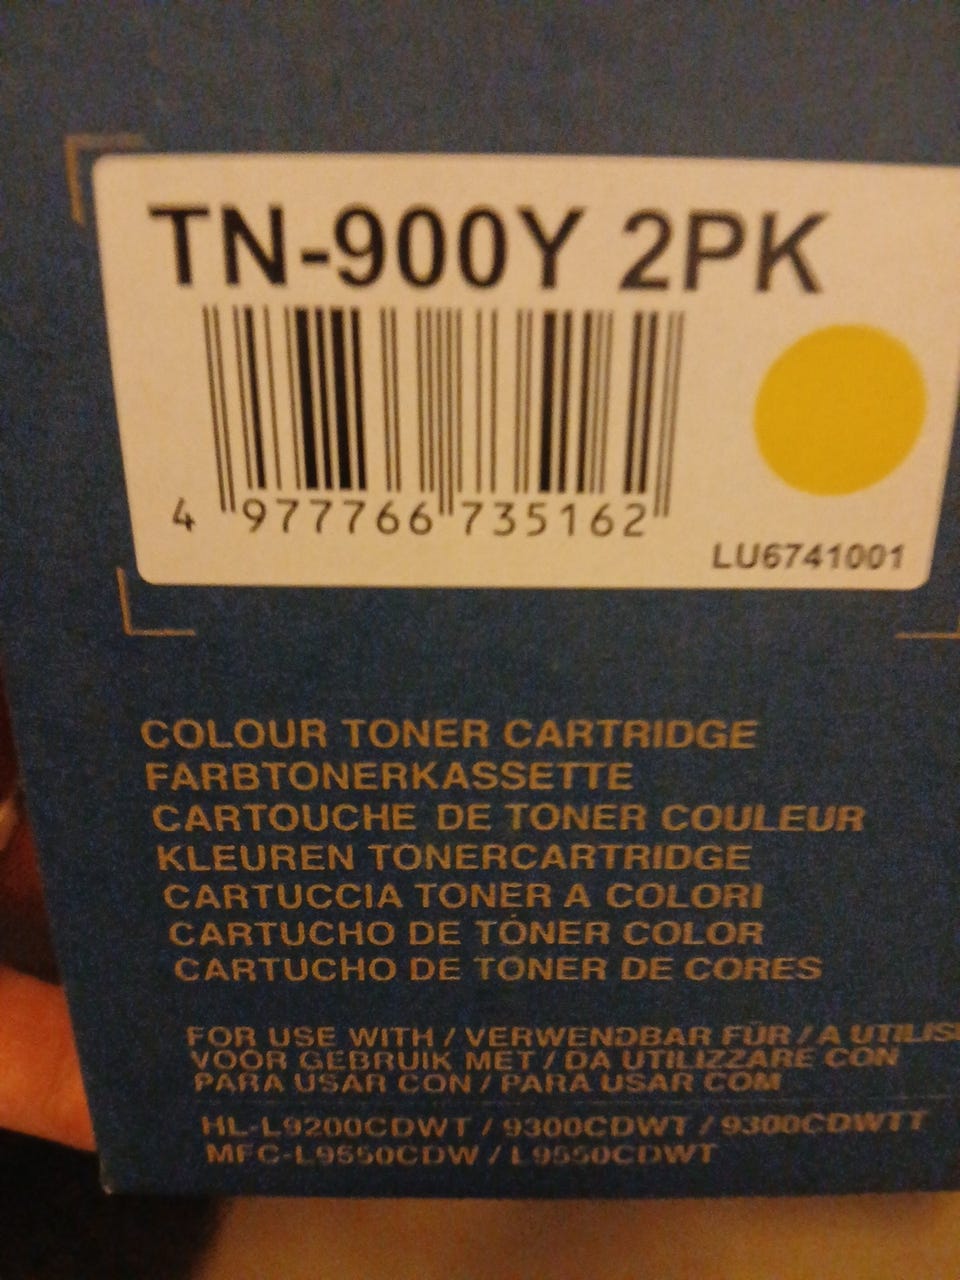 TN-900Y 2PK
4 977766 735162
LU6741001
COLOUR TONER CARTRIDGE
FARBTONERKASSETTE
CARTOUCHE DE TONER COULEUR
KLEUREN TONERCARTRIDGE
CARTUCCIA TONER A COLORI
CARTUCHO DE TÓNER COLOR
CARTUCHO DE TONER DE CORES
FOR USE WITH / VERWENDBAR FÜR / A UTILIS
VOOR GEBRUIK MET / DA UTILIZZARE CON
PARA USAR CON / PARA USAR COM
HL-L9200CDWT / 9300CDWT / 9300CDWTT
MFC-L9550CDW / L9550CDWT